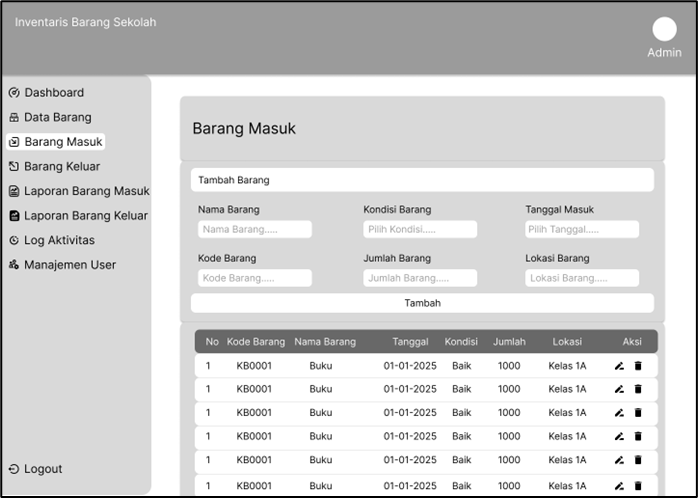 Inventaris Barang Sekolah
Admin
Dashboard
Data Barang
Barang Masuk
Barang Keluar
Laporan Barang Masuk
Laporan Barang Keluar
Log Aktivitas
Manajemen User
Logout
Barang Masuk
Tambah Barang
Nama Barang Kondisi Barang Tanggal Masuk
Nama Barang..... Pilih Kondisi..... Pilih Tanggal.....
Kode Barang Jumlah Barang Lokasi Barang
Kode Barang..... Jumlah Barang..... Lokasi Barang.....
Tambah
No Kode Barang Nama Barang Tanggal Kondisi Jumlah Lokasi Aksi
1 KB0001 Buku 01-01-2025 Baik 1000 Kelas 1A
1 KB0001 Buku 01-01-2025 Baik 1000 Kelas 1A
1 KB0001 Buku 01-01-2025 Baik 1000 Kelas 1A
1 KB0001 Buku 01-01-2025 Baik 1000 Kelas 1A
1 KB0001 Buku 01-01-2025 Baik 1000 Kelas 1A
1 KB0001 Buku 01-01-2025 Baik 1000 Kelas 1A